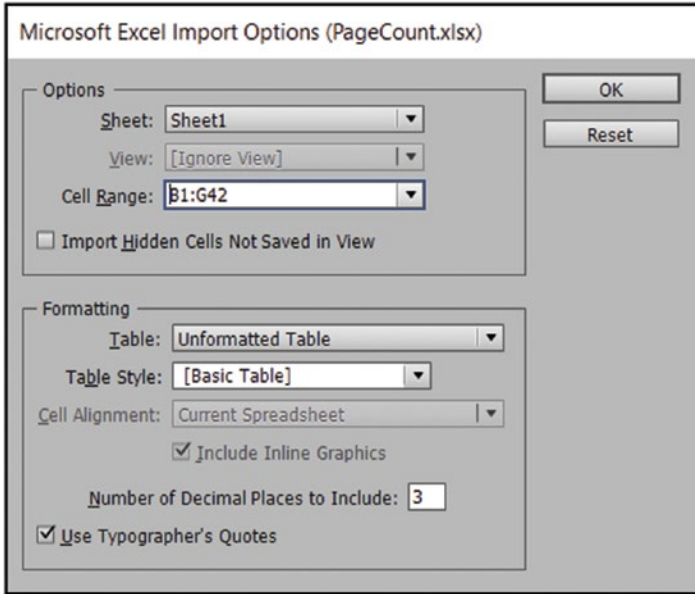 Microsoft Excel Import Options (PageCount.xlsx)
Options
Sheet: Sheet1
View: [Ignore View]
Cell Range: B1:G42
Import Hidden Cells Not Saved in View
OK
Reset
Formatting
Table: Unformatted Table
Table Style: [Basic Table]
Cell Alignment: Current Spreadsheet
Include Inline Graphics
Number of Decimal Places to Include: 3
Use Typographer's Quotes